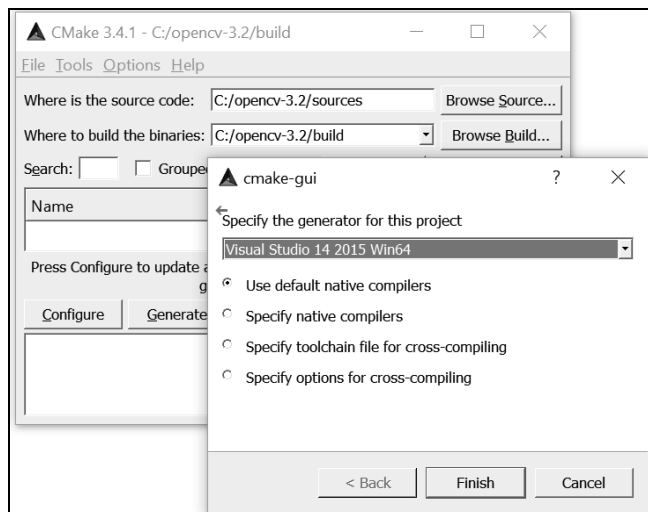 CMake 3.4.1 - C:/opencv-3.2/build
File Tools Options Help
Where is the source code: C:/opencv-3.2/sources Browse Source...
Where to build the binaries: C:/opencv-3.2/build Browse Build...
Search: Grouped
Name
Press Configure to update a
g
Configure Generate
cmake-gui ?
Specify the generator for this project
Visual Studio 14 2015 Win64
Use default native compilers
Specify native compilers
Specify toolchain file for cross-compiling
Specify options for cross-compiling
< Back Finish Cancel